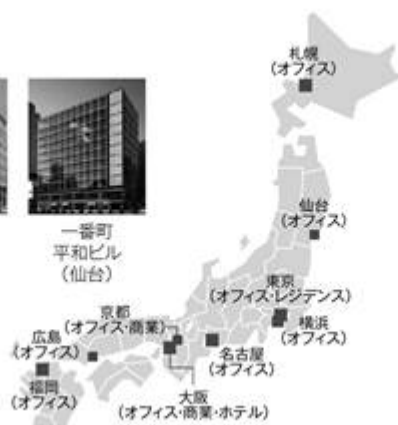 一番町
平和ビル
(仙台)
札幌
(オフィス)
仙台
(オフィス)
東京
(オフィス・レジデンス)
横浜
(オフィス)
京都
(オフィス・商業)
名古屋
(オフィス)
広島
(オフィス)
福岡
(オフィス)
大阪
(オフィス・商業・ホテル)